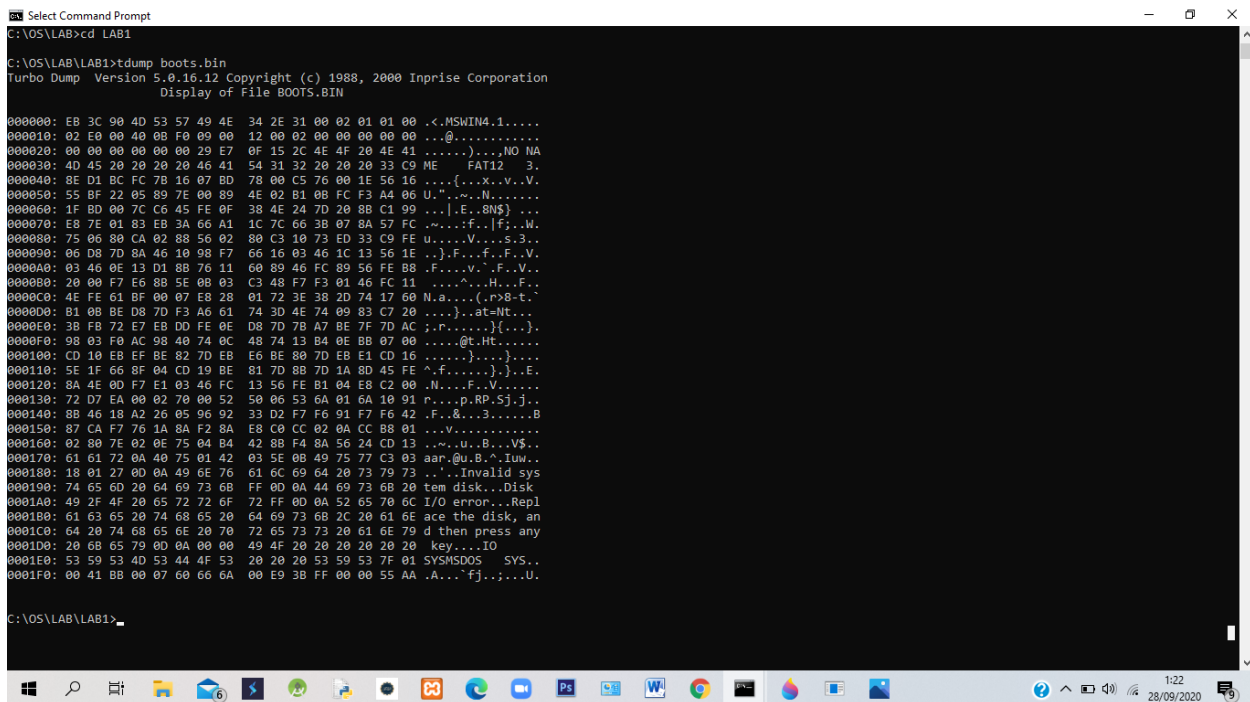 Select Command Prompt
C:\OS\LAB>cd LAB1
C:\OS\LAB\LAB1>tdump boots.bin
Turbo Dump  Version 5.0.16.12 Copyright (c) 1988, 2000 Inprise Corporation
Display of File BOOTS.BIN
000000: EB 3C 90 4D 53 57 49 4E  34 2E 31 00 02 01 01 00 .<.MSWIN4.1.....
000010: 02 E0 00 40 0B F0 09 00  12 00 02 00 00 00 00 00 ...@............
000020: 00 00 00 00 00 00 29 E7  0F 15 2C 4E 4F 20 4E 41 ......)...,NO NA
000030: 4D 45 20 20 20 20 46 41  54 31 32 20 20 20 33 C9 ME    FAT12   3.
000040: 8E D1 BC FC 7B 16 07 BD  78 00 C5 76 00 1E 56 16 ....{...x..v..V.
000050: 55 BF 22 05 89 7E 00 89  4E 02 B1 0B FC F3 A4 06 U."..~..N.......
000060: 1F BD 00 7C C6 45 FE 0F  38 4E 24 7D 20 8B C1 99 ...|.E..8N$} ...
000070: E8 7E 01 83 EB 3A 66 A1  1C 7C 66 3B 07 8A 57 FC .~...:f..|f;..W.
000080: 75 06 80 CA 02 88 56 02  80 C3 10 73 ED 33 C9 FE u.....V....s.3..
000090: 06 D8 7D 8A 46 10 98 F7  66 16 03 46 1C 13 56 1E ..}.F...f..F..V.
0000A0: 03 46 0E 13 D1 8B 76 11  60 89 46 FC 89 56 FE B8 .F....v.`.F..V..
0000B0: 20 00 F7 E6 8B 5E 0B 03  C3 48 F7 F3 01 46 FC 11  ....^...H...F..
0000C0: 4E FE 61 BF 00 07 E8 28  01 72 3E 38 2D 74 17 60 N.a....(.r>8-t.`
0000D0: B1 0B BE D8 7D F3 A6 61  74 3D 4E 74 09 83 C7 20 ....}..at=Nt...
0000E0: 3B FB 72 E7 EB DD FE 0E  D8 7D 7B A7 BE 7F 7D AC ;.r......}{...}.
0000F0: 98 03 F0 AC 98 40 74 0C  48 74 13 B4 0E BB 07 00 .....@t.Ht......
000100: CD 10 EB EF BE 82 7D EB  E6 BE 80 7D EB E1 CD 16 ......}....}....
000110: 5E 1F 66 8F 04 CD 19 BE  81 7D 8B 7D 1A 8D 45 FE ^.f......}.}..E.
000120: 8A 4E 0D F7 E1 03 46 FC  13 56 FE B1 04 E8 C2 00 .N....F..V......
000130: 72 D7 EA 00 02 70 00 52  50 06 53 6A 01 6A 10 91 r....p.RP.Sj.j..
000140: 8B 46 18 A2 26 05 96 92  33 D2 F7 F6 91 F7 F6 42 .F..&...3......B
000150: 87 CA F7 76 1A 8A F2 8A  E8 C0 CC 02 0A CC B8 01 ...v............
000160: 02 80 7E 02 0E 75 04 B4  42 8B F4 8A 56 24 CD 13 ..~..u..B...V$..
000170: 61 61 72 0A 40 75 01 42  03 5E 0B 49 75 77 C3 03 aar.@u.B.^.Iuw..
000180: 18 01 27 0D 0A 49 6E 76  61 6C 69 64 20 73 79 73 ..'..Invalid sys
000190: 74 65 6D 20 64 69 73 6B  FF 0D 0A 44 69 73 6B 20 tem disk...Disk
0001A0: 49 2F 4F 20 65 72 72 6F  72 FF 0D 0A 52 65 70 6C I/O error...Repl
0001B0: 61 63 65 20 74 68 65 20  64 69 73 6B 2C 20 61 6E ace the disk, an
0001C0: 64 20 74 68 65 6E 20 70  72 65 73 73 20 61 6E 79 d then press any
0001D0: 20 6B 65 79 0D 0A 00 00  49 4F 20 20 20 20 20 20  key....IO
0001E0: 53 59 53 4D 53 44 4F 53  20 20 20 53 59 53 7F 01 SYSMSDOS   SYS..
0001F0: 00 41 BB 00 07 60 66 6A  00 E9 3B FF 00 00 55 AA .A...`fj..;...U.
C:\OS\LAB\LAB1>
1:22
28/09/2020